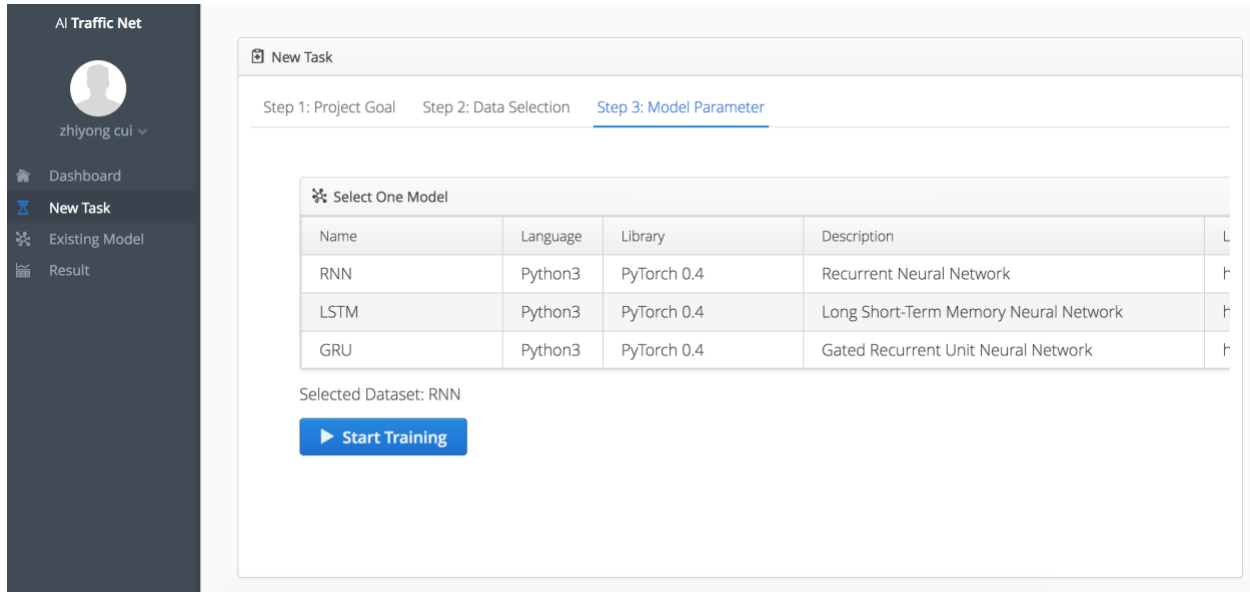 AI Traffic Net
zhiyong cui
Dashboard
New Task
Existing Model
Result
New Task
Step 1: Project Goal Step 2: Data Selection Step 3: Model Parameter
Select One Model
Name Language Library Description L
RNN Python3 PyTorch 0.4 Recurrent Neural Network h
LSTM Python3 PyTorch 0.4 Long Short-Term Memory Neural Network h
GRU Python3 PyTorch 0.4 Gated Recurrent Unit Neural Network h
Selected Dataset: RNN
Start Training